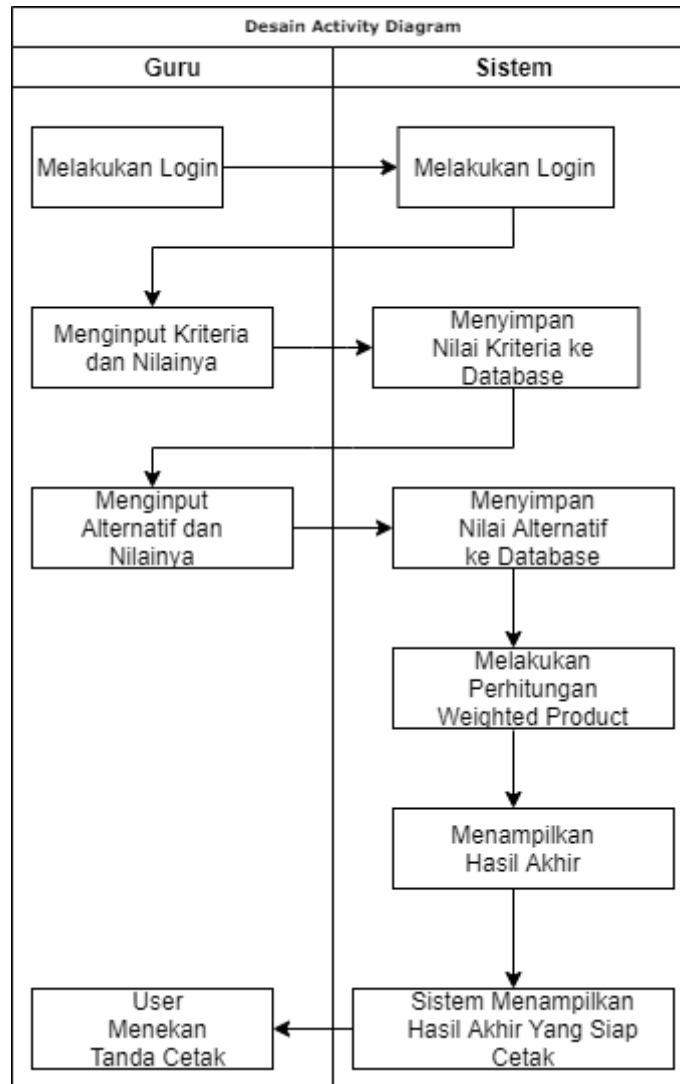 Desain Activity Diagram
Guru
Sistem
Melakukan Login
Melakukan Login
Menginput Kriteria
dan Nilainya
Menyimpan
Nilai Kriteria ke
Database
Menginput
Alternatif dan
Nilainya
Menyimpan
Nilai Alternatif
ke Database
Melakukan
Perhitungan
Weighted Product
Menampilkan
Hasil Akhir
User
Menekan
Tanda Cetak
Sistem Menampilkan
Hasil Akhir Yang Siap
Cetak